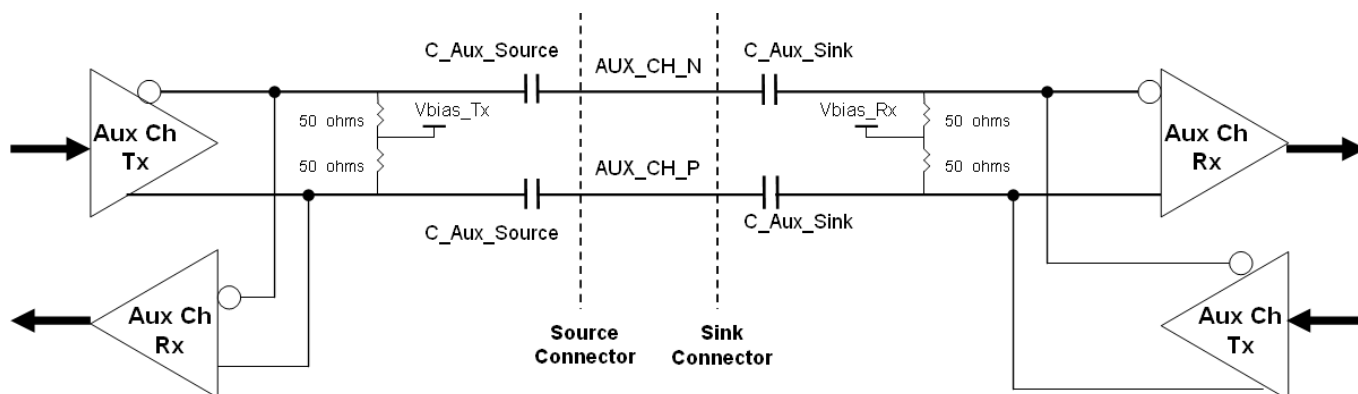 C_Aux_Source
AUX_CH_N
C_Aux_Sink
Aux Ch
Tx
50 ohms
Vbias_Tx
50 ohms
C_Aux_Source
AUX_CH_P
Vbias_Rx
50 ohms
50 ohms
C_Aux_Sink
Aux Ch
Rx
Aux Ch
Rx
Source
Connector
Sink
Connector
Aux Ch
Tx